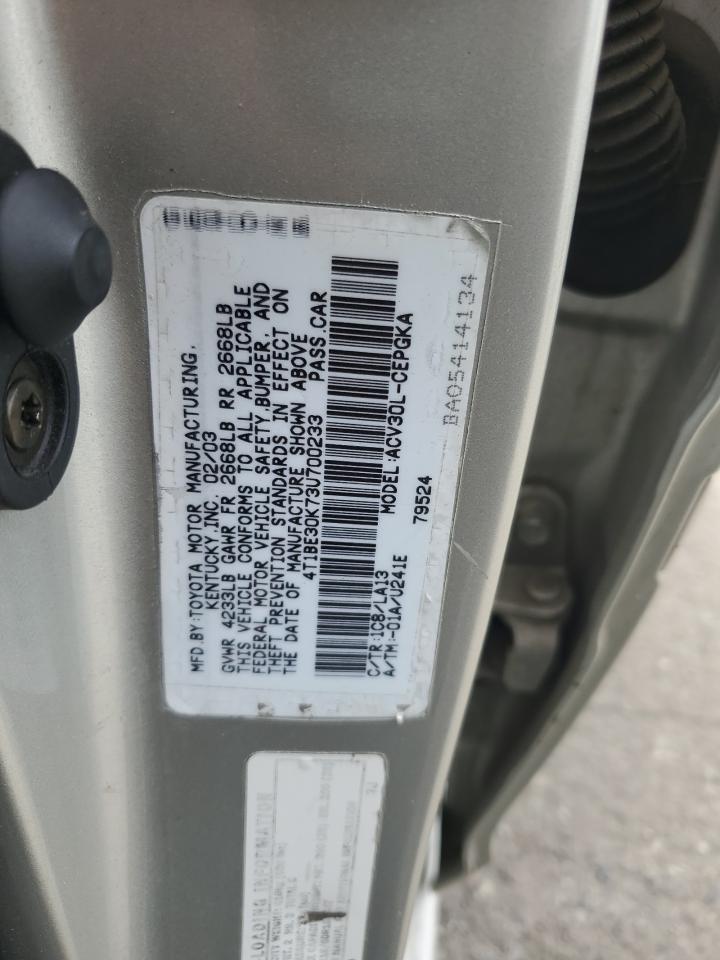 MFD.BY:TOYOTA MOTOR MANUFACTURING,
KENTUCKY,INC. 02/03
GVWR 4233LB GAWR FR 2668LB RR 2668LB
THIS VEHICLE CONFORMS TO ALL APPLICABLE
FEDERAL MOTOR VEHICLE SAFETY,BUMPER, AND
THEFT PREVENTION STANDARDS IN EFFECT ON
THE DATE OF MANUFACTURE SHOWN ABOVE
4T1BE30K73U700233 PASS.CAR
C/TR:1C8/LA13 MODEL:ACV30L-CEPGKA
A/TM:-01A/U241E
79524
BA05414134
LOADING INFORMATION